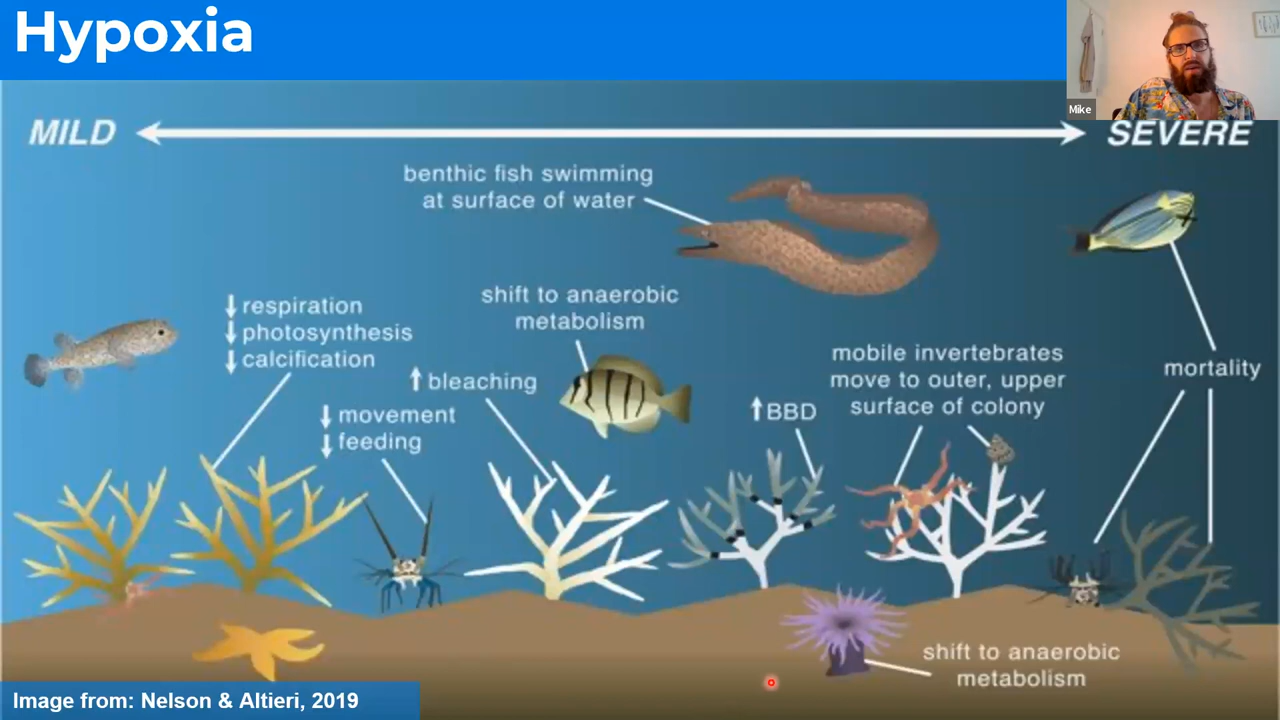 Hypoxia
Mike
MILD
SEVERE
benthic fish swimming
at surface of water
shift to anaerobic
metabolism
↓ respiration
↓ photosynthesis
↓ calcification
↑ bleaching
↓ movement
↓ feeding
↑ BBD
mobile invertebrates
move to outer, upper
surface of colony
mortality
shift to anaerobic
metabolism
Image from: Nelson & Altieri, 2019